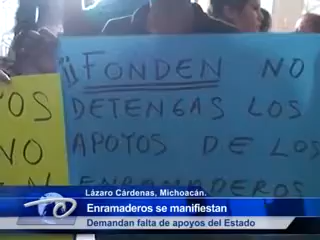 ¡¡FONDEN NO
DETENGAS LOS
APOYOS DE LOS
ENRAMADEROS
OS
NO
Lázaro Cárdenas, Michoacán.
Enramaderos se manifiestan
Demandan falta de apoyos del Estado